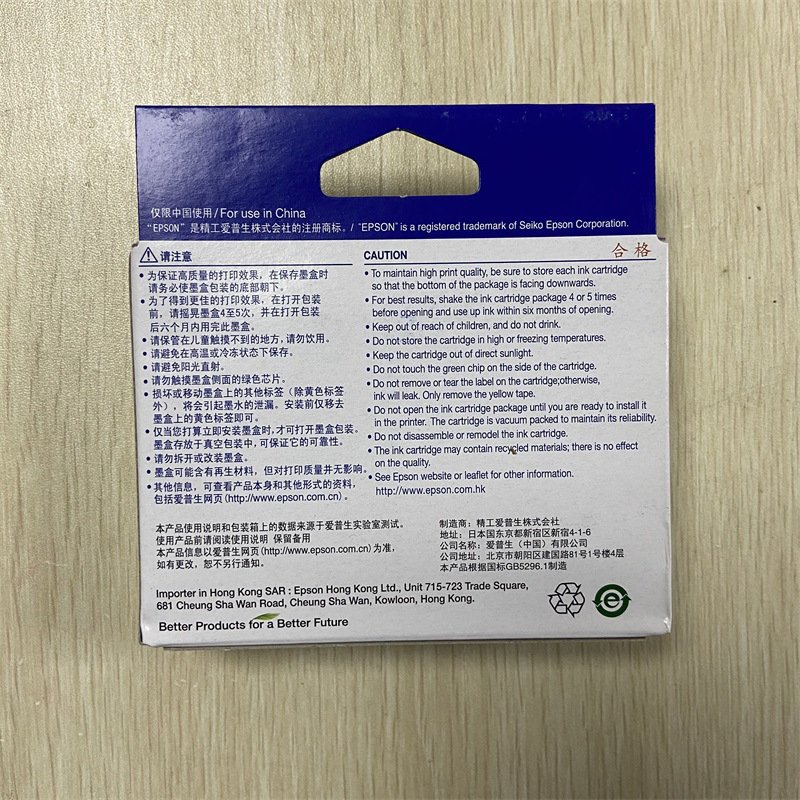 仅限中国使用/For use in China
“EPSON” 是精工爱普生株式会社的注册商标。/ “EPSON” is a registered trademark of Seiko Epson Corporation.
请注意
• 为保证高质量的打印效果，在保存墨盒时
请务必使墨盒包装的底部朝下。
• 为了得到更佳的打印效果，在打开包装
前，请摇晃墨盒4至5次，并在打开包装
后六个月内用完此墨盒。
• 请保管在儿童触摸不到的地方，请勿饮用。
• 请避免在高温或冷冻状态下保存。
• 请避免阳光直射。
• 请勿触摸墨盒侧面的绿色芯片。
• 损坏或移动墨盒上的其他标签（除黄色标签
外），将会引起墨水的泄漏。安装前仅移去
墨盒上的黄色标签即可。
• 仅当您打算立即安装墨盒时，才可打开墨盒包装。
墨盒存放于真空包装中，可保证它的可靠性。
• 请勿拆开或改装墨盒。
• 墨盒可能含有再生材料，但对打印质量并无影响。
• 其他信息，可查看产品本身和其他形式的资料，
包括爱普生网页(http://www.epson.com.cn)。
CAUTION
合格
• To maintain high print quality, be sure to store each ink cartridge
so that the bottom of the package is facing downwards.
• For best results, shake the ink cartridge package 4 or 5 times
before opening and use up ink within six months of opening.
• Keep out of reach of children, and do not drink.
• Do not store the cartridge in high or freezing temperatures.
• Keep the cartridge out of direct sunlight.
• Do not touch the green chip on the side of the cartridge.
• Do not remove or tear the label on the cartridge;otherwise,
ink will leak. Only remove the yellow tape.
• Do not open the ink cartridge package until you are ready to install it
in the printer. The cartridge is vacuum packed to maintain its reliability.
• Do not disassemble or remodel the ink cartridge.
• The ink cartridge may contain recycled materials; there is no effect
on the quality.
• See Epson website or leaflet for other information.
http://www.epson.com.hk
本产品使用说明和包装箱上的数据来源于爱普生实验室测试。
使用产品前请阅读使用说明 保留备用
本产品信息以爱普生网页(http://www.epson.com.cn)为准，
如有更改，恕不另行通知。
制造商：精工爱普生株式会社
地址：日本国东京都新宿区新宿4-1-6
公司名称：爱普生（中国）有限公司
公司地址：北京市朝阳区建国路81号1号楼4层
本产品根据国标GB5296.1制造
Importer in Hong Kong SAR : Epson Hong Kong Ltd., Unit 715-723 Trade Square,
681 Cheung Sha Wan Road, Cheung Sha Wan, Kowloon, Hong Kong.
Better Products for a Better Future